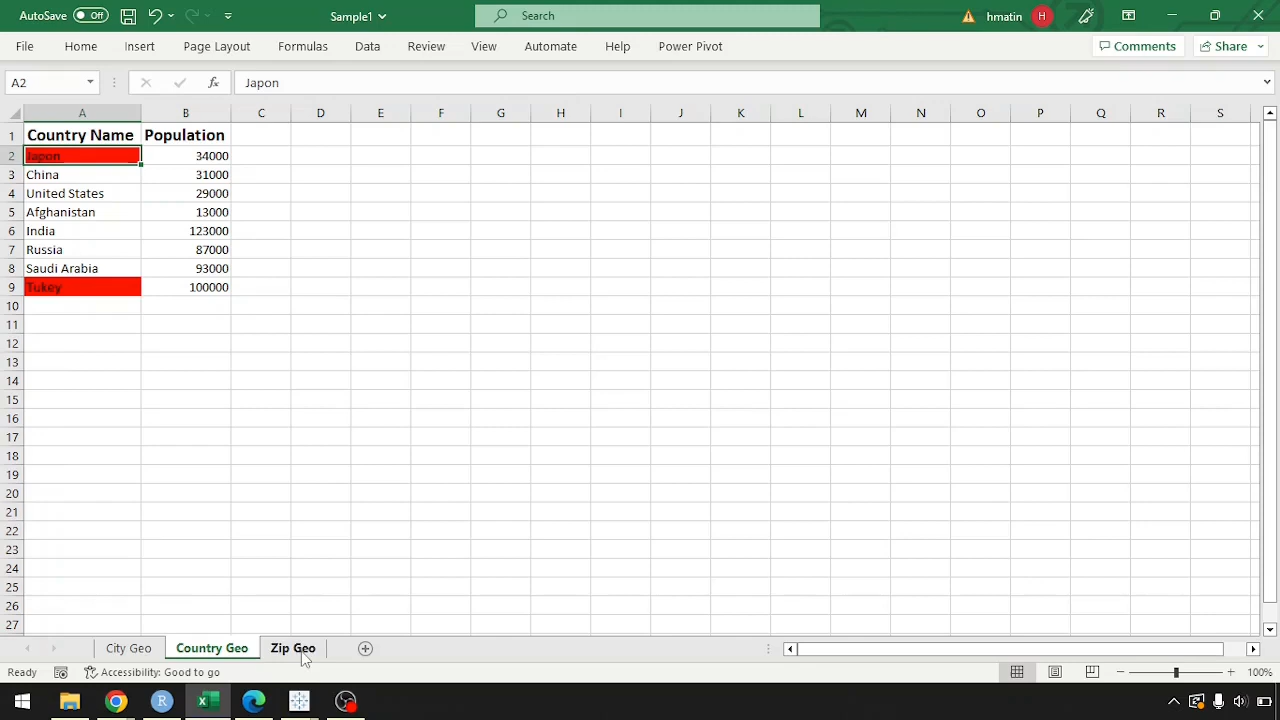 AutoSave Off Sample1 Search hmatin H
File Home Insert Page Layout Formulas Data Review View Automate Help Power Pivot Comments Share
A2 fx Japon
A B C D E F G H I J K L M N O P Q R S
1 Country Name Population
2 Japon 34000
3 China 31000
4 United States 29000
5 Afghanistan 13000
6 India 123000
7 Russia 87000
8 Saudi Arabia 93000
9 Tukey 100000
10
11
12
13
14
15
16
17
18
19
20
21
22
23
24
25
26
27
City Geo Country Geo Zip Geo
Ready Accessibility: Good to go 100%